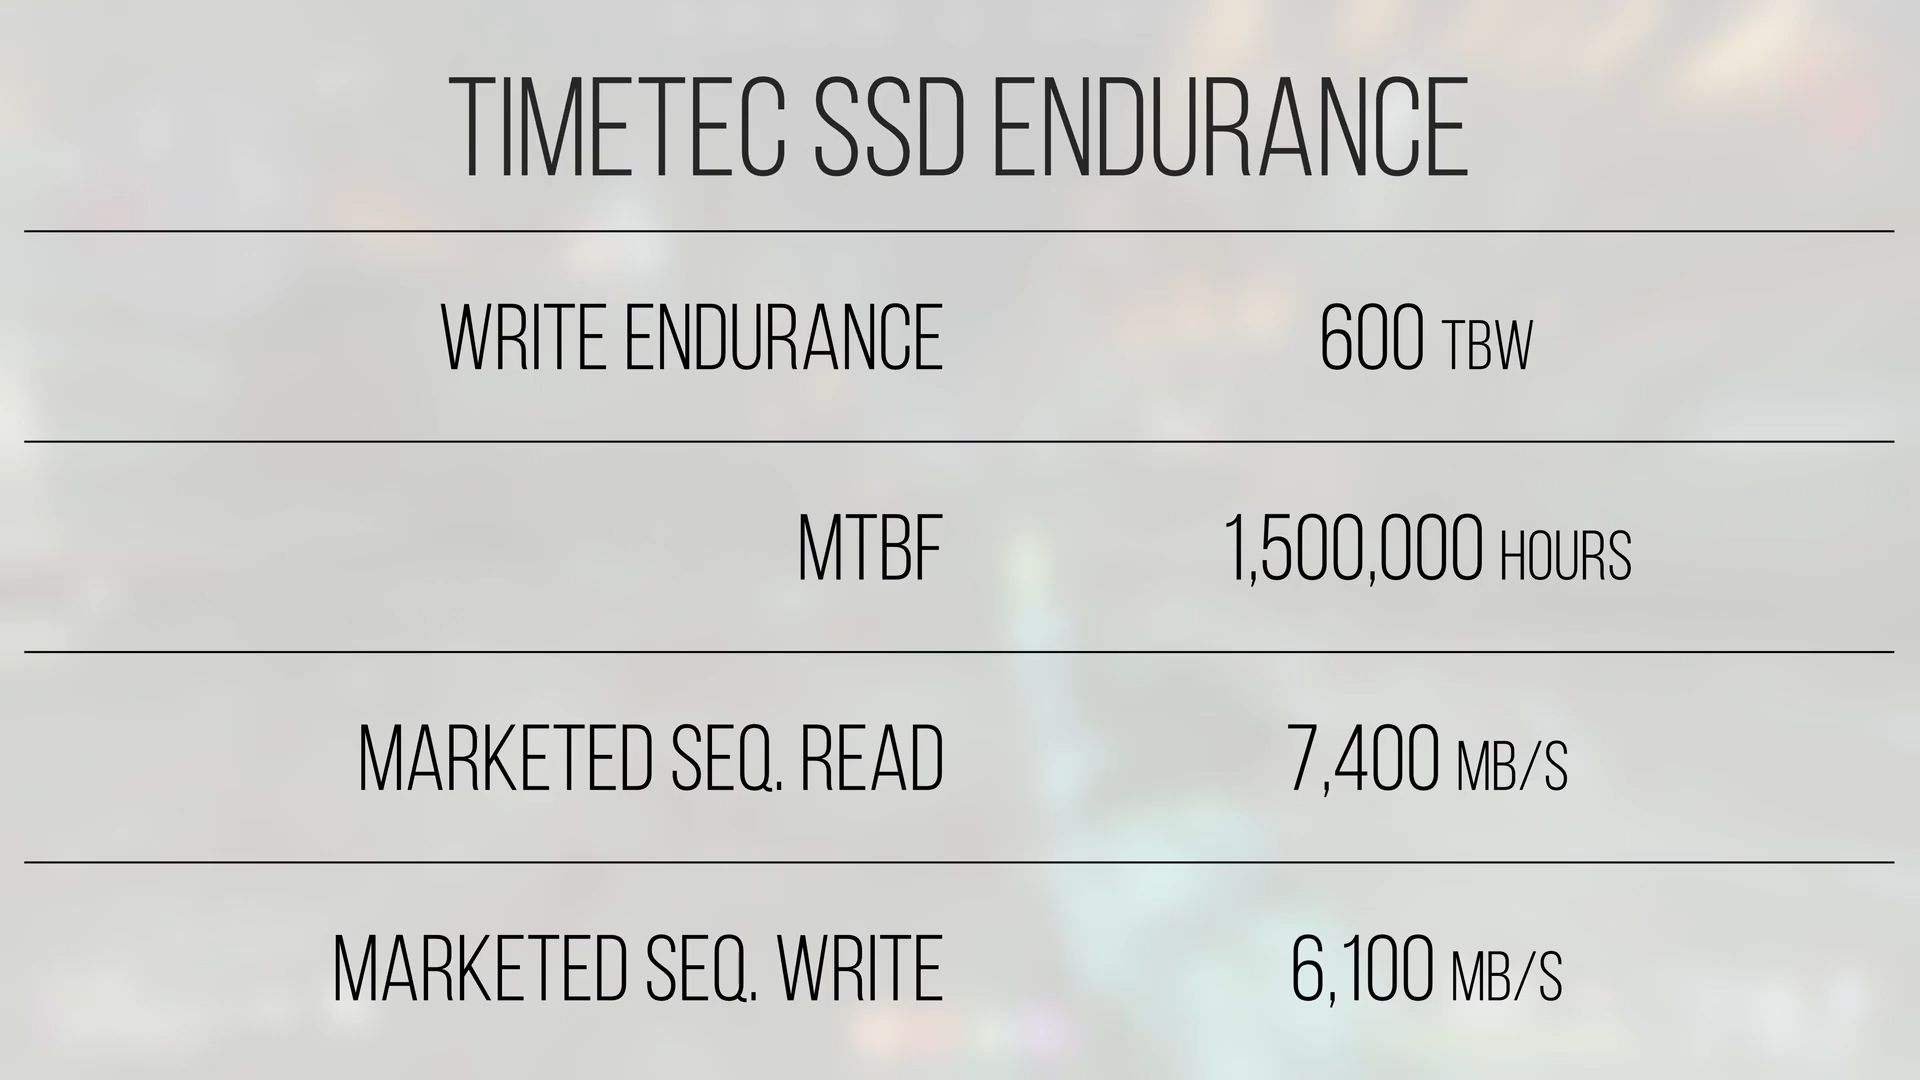 TIMETEC SSD ENDURANCE
WRITE ENDURANCE 600 TBW
MTBF 1,500,000 HOURS
MARKETED SEQ. READ 7,400 MB/S
MARKETED SEQ. WRITE 6,100 MB/S